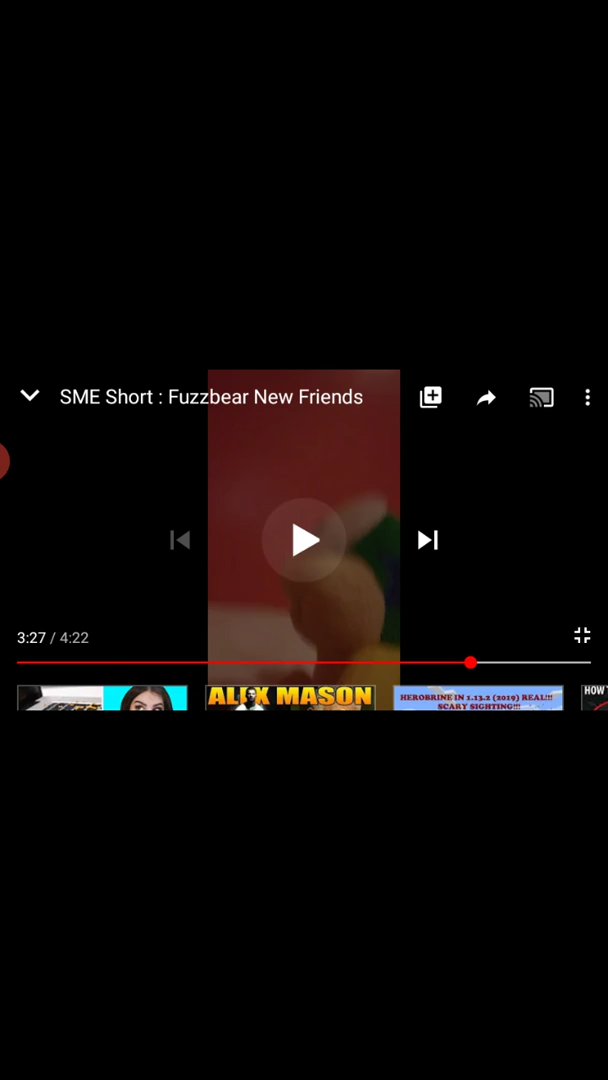 SME Short : Fuzzbear New Friends
3:27 / 4:22
ALEX MASON
HEROBRINE IN 1.13.2 (2019) REAL!!!
SCARY SIGHTING!!!
HOW